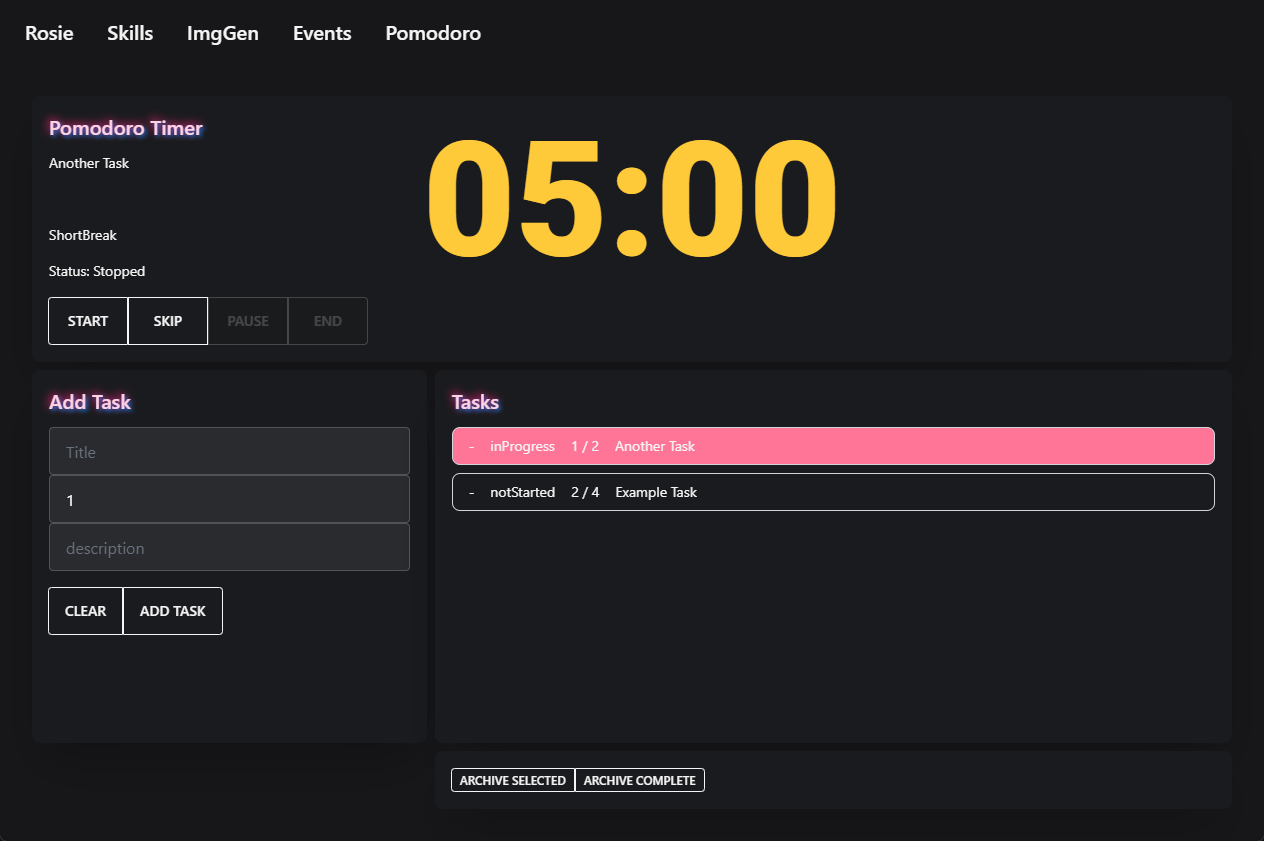 Rosie Skills ImgGen Events Pomodoro
Pomodoro Timer
Another Task
05:00
ShortBreak
Status: Stopped
START SKIP PAUSE END
Add Task
Title
1
description
CLEAR ADD TASK
Tasks
- inProgress 1 / 2 Another Task
- notStarted 2 / 4 Example Task
ARCHIVE SELECTED ARCHIVE COMPLETE